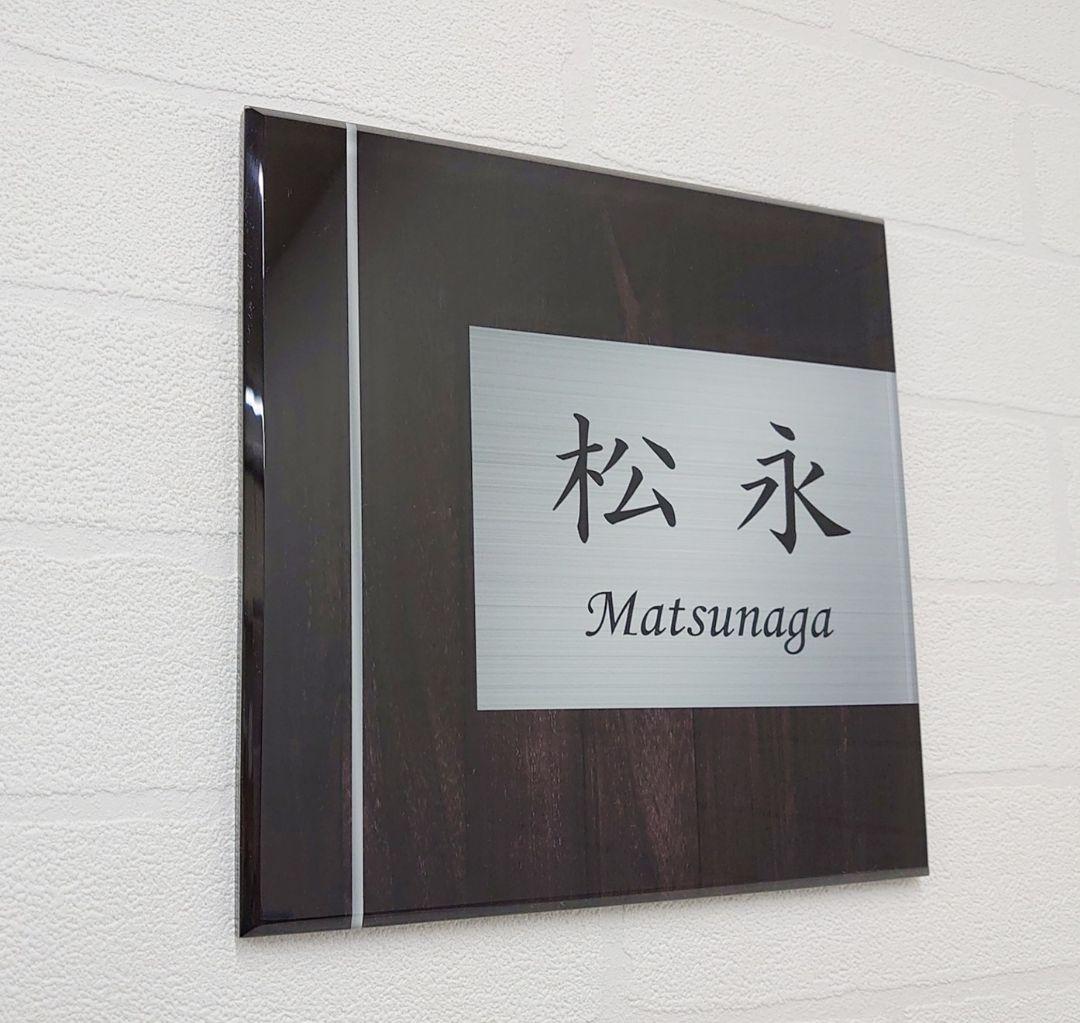 松 永
Matsunaga